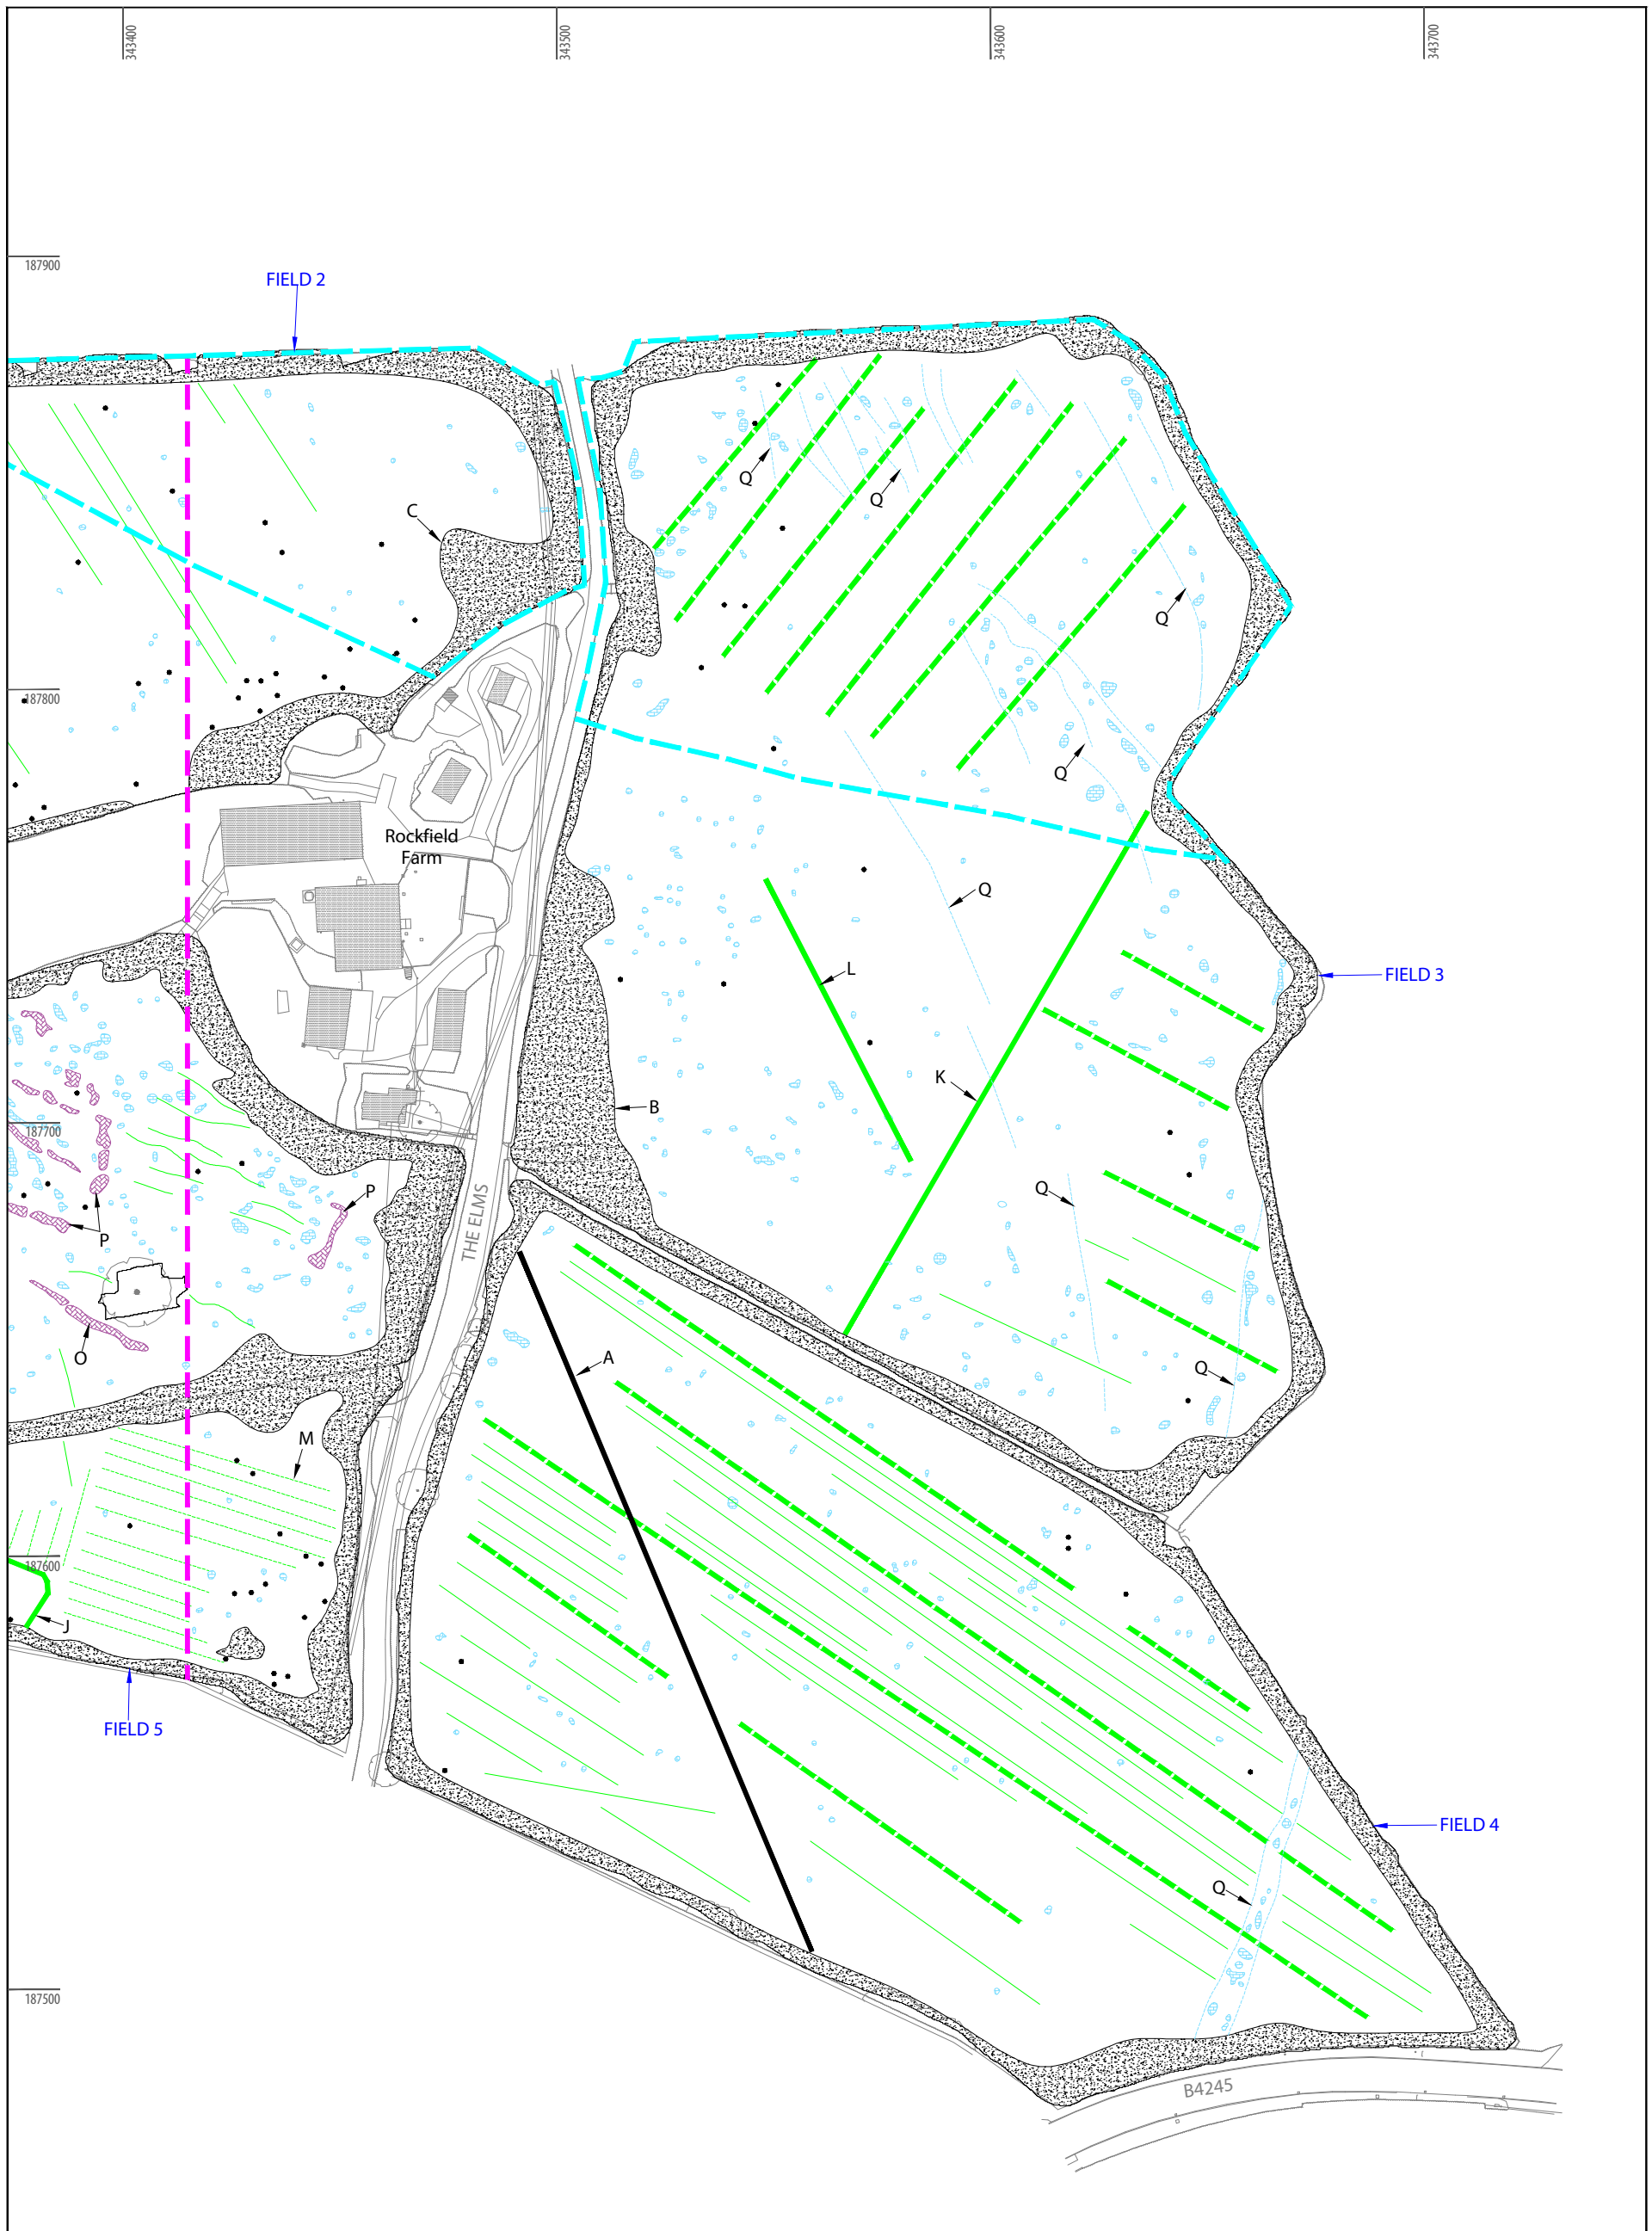 343400
343500
343600
343700
187900
FIELD 2
C
Q
Q
Q
187800
Q
Rockfield
Farm
Q
L
FIELD 3
K
B
187700
P
Q
THE ELMS
P
O
A
Q
M
187600
J
FIELD 5
FIELD 4
Q
187500
B4245